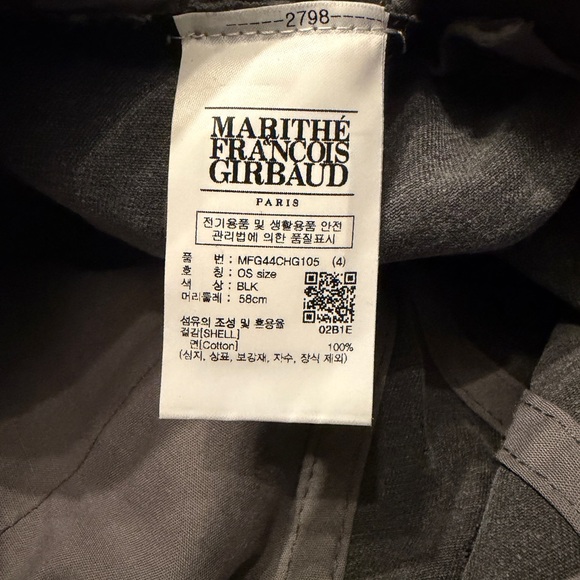 2798
MARITHÉ
&
FRANCOIS
GIRBAUD
PARIS
전기용품 및 생활용품 안전
관리법에 의한 품질표시
품 번 : MFG44CHG105 (4)
호 칭 : OS size
색 상 : BLK
머리둘레 : 58cm
02B1E
섬유의 조성 및 혼용율
겉감[SHELL]
면[Cotton] 100%
(심지, 상표, 보강재, 자수, 장식 제외)